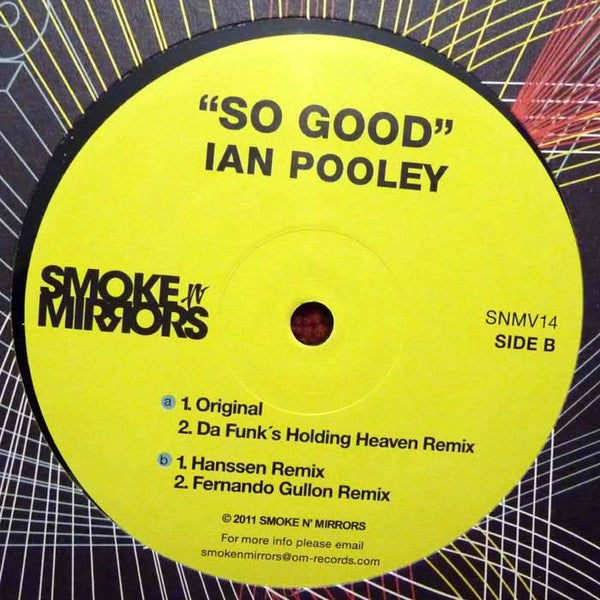 “SO GOOD”
IAN POOLEY
SMOKE N'
MIRRORS
SNMV14
SIDE B
a 1. Original
2. Da Funk´s Holding Heaven Remix
b 1. Hanssen Remix
2. Fernando Gullon Remix
© 2011 SMOKE N' MIRRORS
For more info please email
smokenmirrors@om-records.com